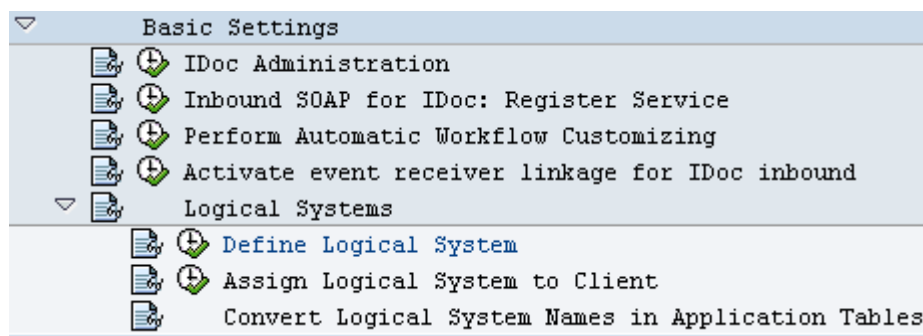 Basic Settings
IDoc Administration
Inbound SOAP for IDoc: Register Service
Perform Automatic Workflow Customizing
Activate event receiver linkage for IDoc inbound
Logical Systems
Define Logical System
Assign Logical System to Client
Convert Logical System Names in Application Tables